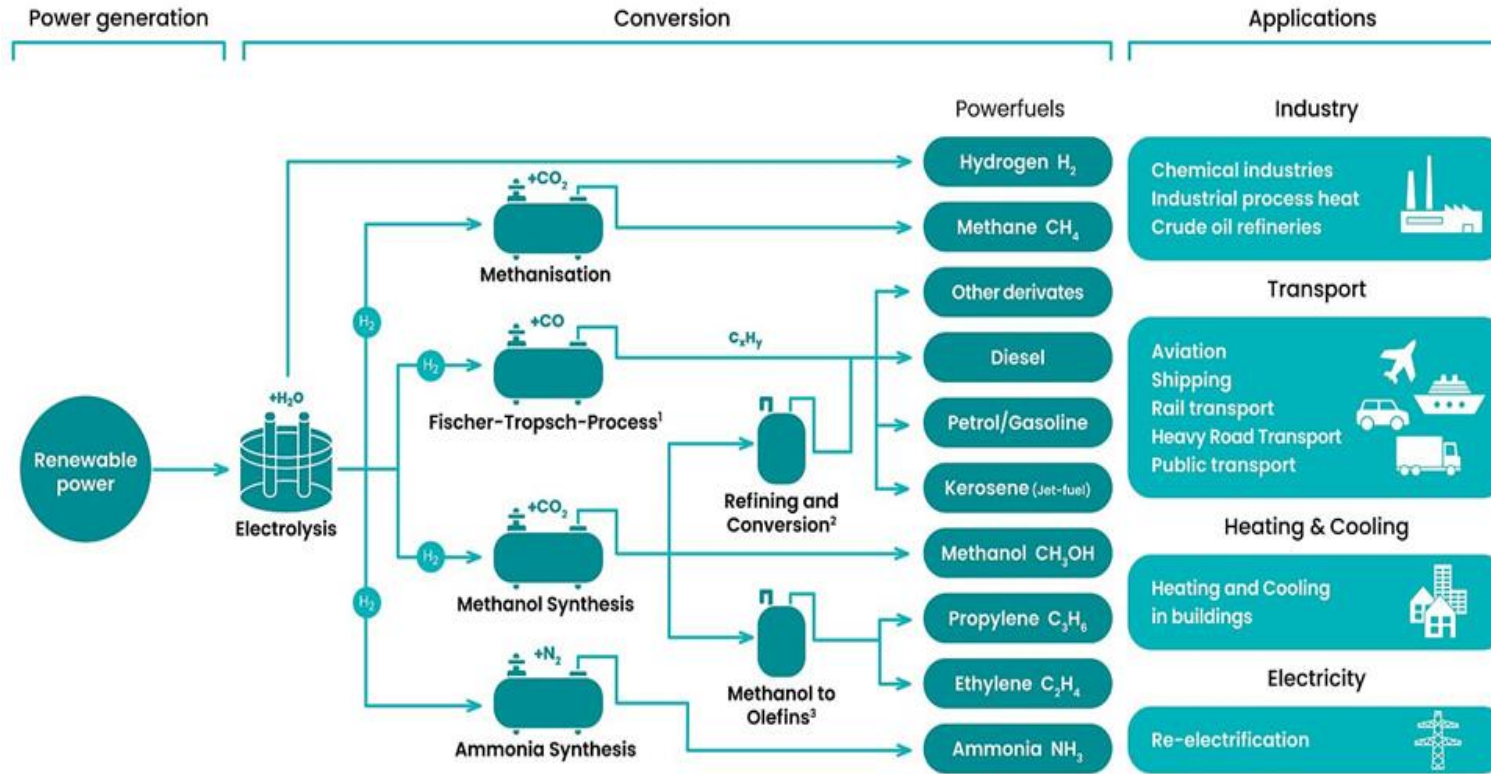 Power generation
Conversion
Applications
Powerfuels
Industry
Hydrogen H₂
Chemical industries
Industrial process heat
Crude oil refineries
+CO₂
Methanisation
Methane CH₄
Transport
Other derivates
H₂
+CO
H₂
Fischer-Tropsch-Process¹
CₓHᵧ
Diesel
Aviation
Shipping
Rail transport
Heavy Road Transport
Public transport
Petrol/Gasoline
+H₂O
Renewable
power
Electrolysis
Refining and
Conversion²
Kerosene (Jet-fuel)
Heating & Cooling
+CO₂
H₂
Methanol Synthesis
Methanol CH₃OH
Heating and Cooling
in buildings
H₂
Propylene C₃H₆
Methanol to
Olefins³
Ethylene C₂H₄
Electricity
+N₂
Ammonia Synthesis
Ammonia NH₃
Re-electrification